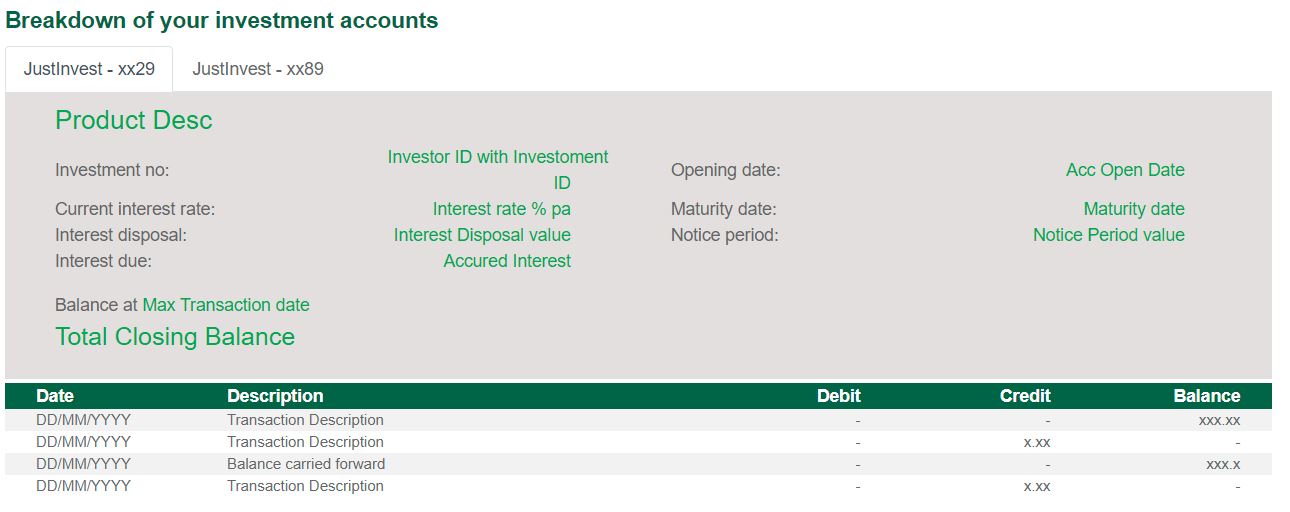 Breakdown of your investment accounts
JustInvest - xx29 JustInvest - xx89
Product Desc
Investment no: Investor ID with Investoment ID Opening date: Acc Open Date
Current interest rate: Interest rate % pa Maturity date: Maturity date
Interest disposal: Interest Disposal value Notice period: Notice Period value
Interest due: Accured Interest
Balance at Max Transaction date
Total Closing Balance
Date Description Debit Credit Balance
DD/MM/YYYY Transaction Description - - xxx.xx
DD/MM/YYYY Transaction Description - x.xx -
DD/MM/YYYY Balance carried forward - - xxx.x
DD/MM/YYYY Transaction Description - x.xx -